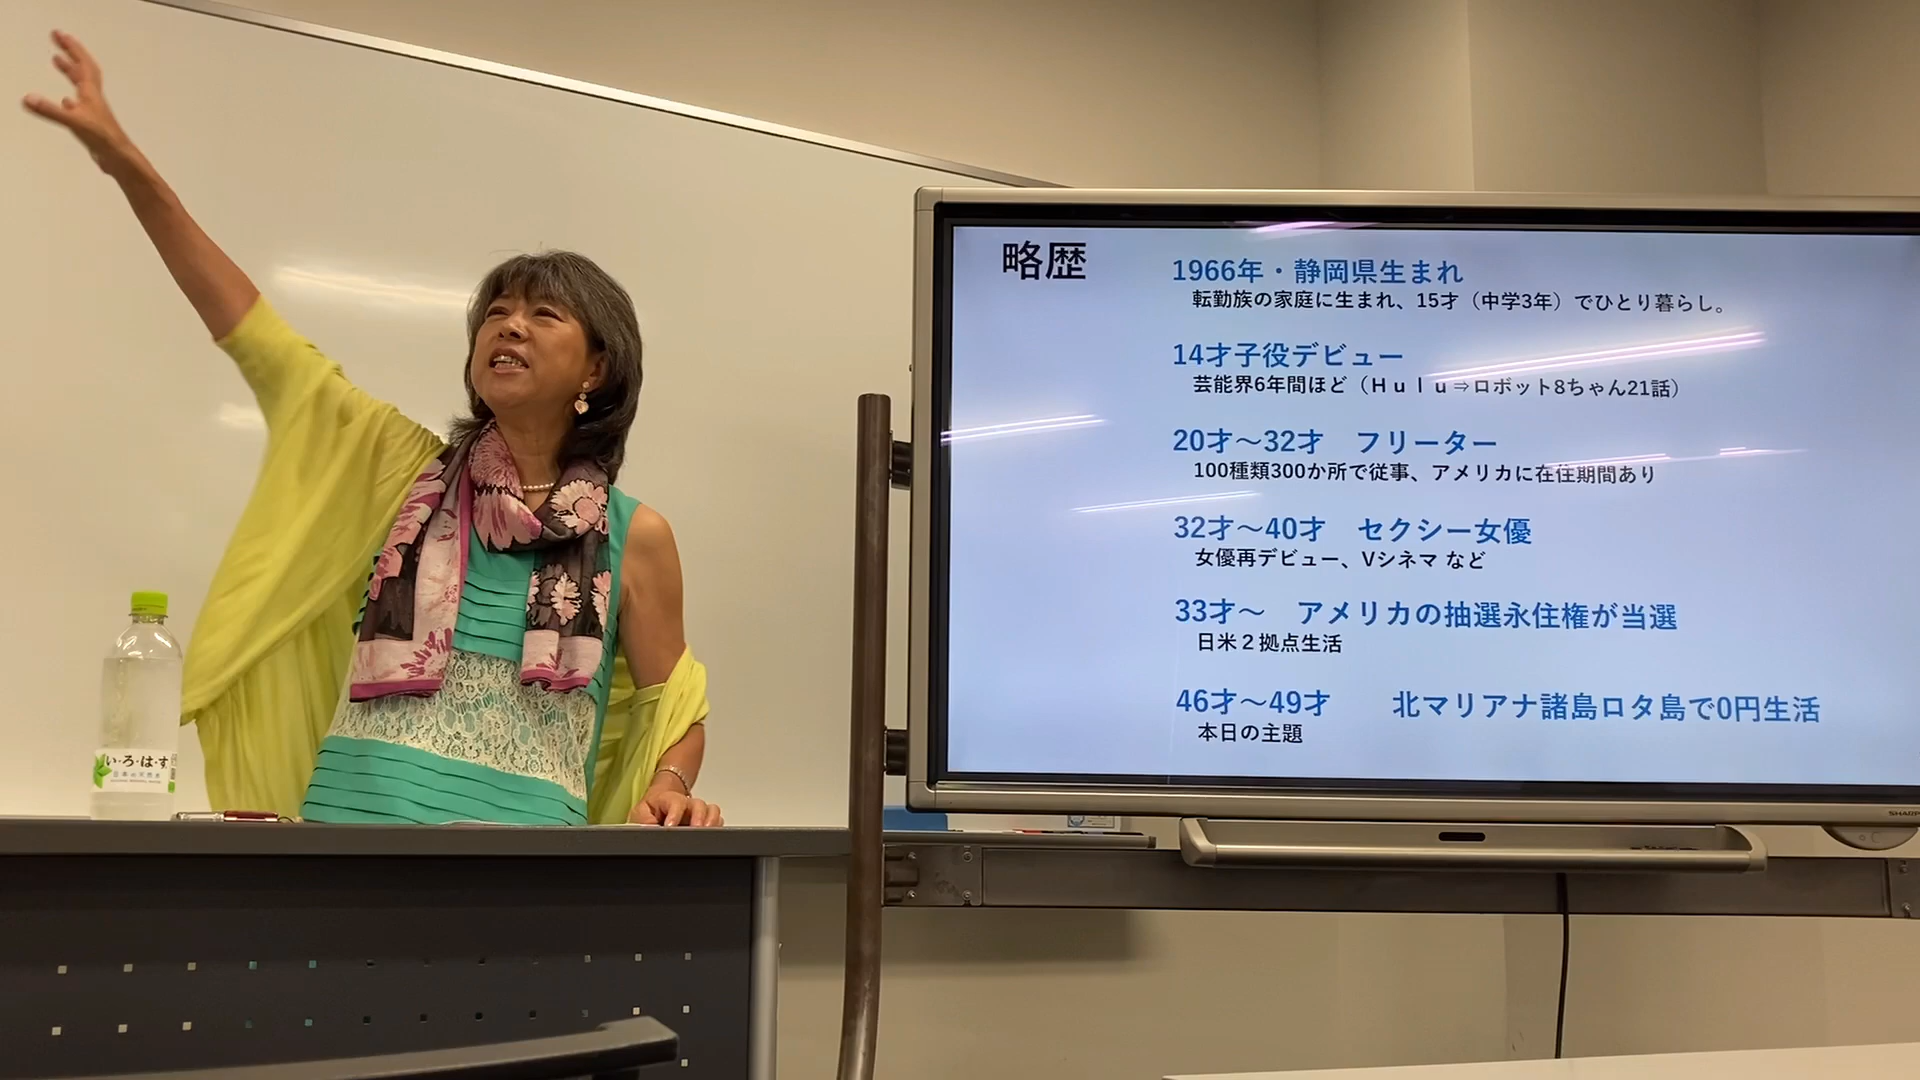 略歴
1966年・静岡県生まれ
転勤族の家庭に生まれ、15才（中学3年）でひとり暮らし。
14才子役デビュー
芸能界6年間ほど（Ｈｕｌｕ⇒ロボット8ちゃん21話）
20才～32才　フリーター
100種類300か所で従事、アメリカに在住期間あり
32才～40才　セクシー女優
女優再デビュー、Vシネマ など
33才～　アメリカの抽選永住権が当選
日米２拠点生活
46才～49才　　北マリアナ諸島ロタ島で0円生活
本日の主題
い・ろ・は・す
SHARP